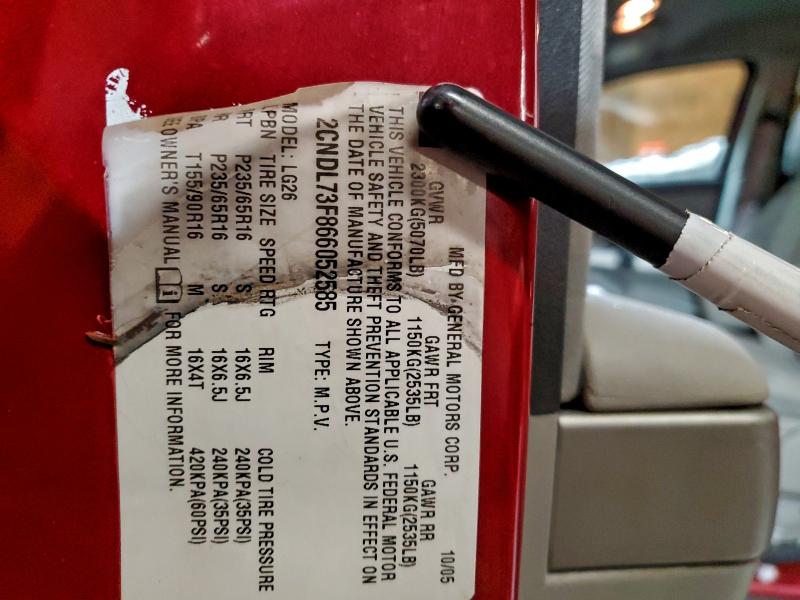 MFD BY GENERAL MOTORS CORP. 10/05
GVWR GAWR FRT GAWR RR
2300KG(5070LB) 1150KG(2535LB) 1150KG(2535LB)
THIS VEHICLE CONFORMS TO ALL APPLICABLE U.S. FEDERAL MOTOR
VEHICLE SAFETY AND THEFT PREVENTION STANDARDS IN EFFECT ON
THE DATE OF MANUFACTURE SHOWN ABOVE.
2CNDL73F866052585 TYPE: M.P.V.
MODEL: LG26
TIRE SIZE SPEED RTG RIM COLD TIRE PRESSURE
RT P235/65R16 S 16X6.5J 240KPA(35PSI)
R P235/65R16 S 16X6.5J 240KPA(35PSI)
PA T155/90R16 M 16X4T 420KPA(60PSI)
OWNER'S MANUAL FOR MORE INFORMATION.